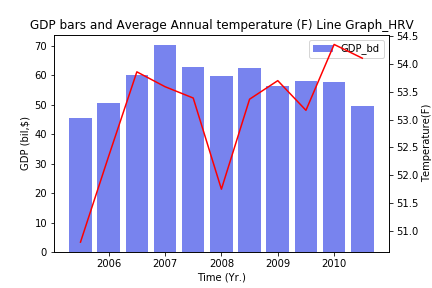 GDP bars and Average Annual temperature (F) Line Graph_HRV
GDP_bd
GDP (bil,$)
70
60
50
40
30
20
10
0
54.5
54.0
53.5
53.0
52.5
52.0
51.5
51.0
Temperature(F)
2006 2007 2008 2009 2010
Time (Yr.)